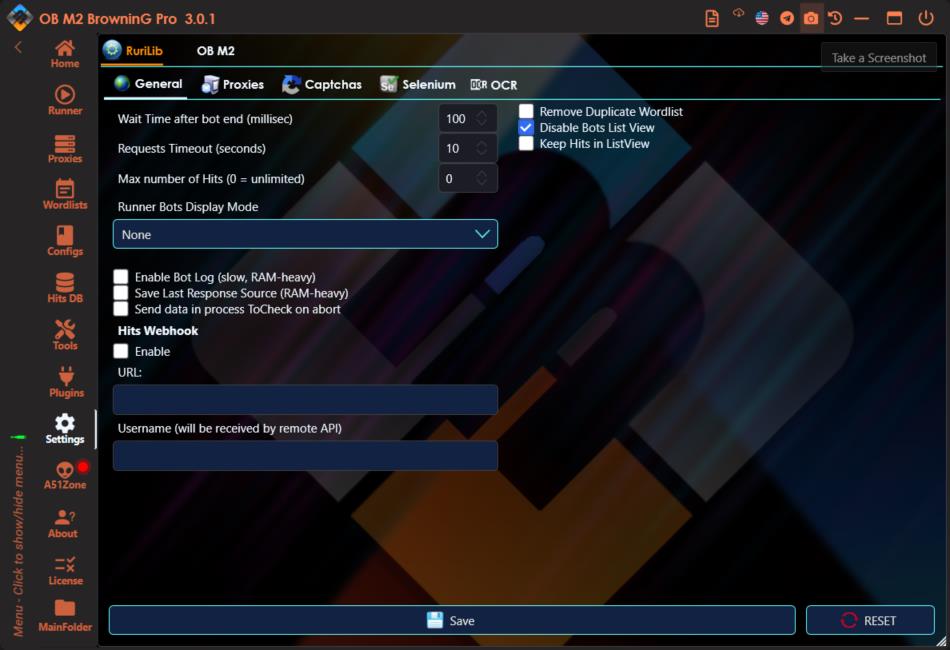 OB M2 BrowninG Pro 3.0.1
Take a Screenshot
RuriLib OB M2
General Proxies Captchas Selenium OCR OCR
Home
Runner
Proxies
Wordlists
Configs
Hits DB
Tools
Plugins
Settings
A51Zone
About
License
MainFolder
Menu - Click to show/hide menu...
Wait Time after bot end (millisec) 100
Requests Timeout (seconds) 10
Max number of Hits (0 = unlimited) 0
Remove Duplicate Wordlist
Disable Bots List View
Keep Hits in ListView
Runner Bots Display Mode
None
Enable Bot Log (slow, RAM-heavy)
Save Last Response Source (RAM-heavy)
Send data in process ToCheck on abort
Hits Webhook
Enable
URL:
Username (will be received by remote API)
Save RESET